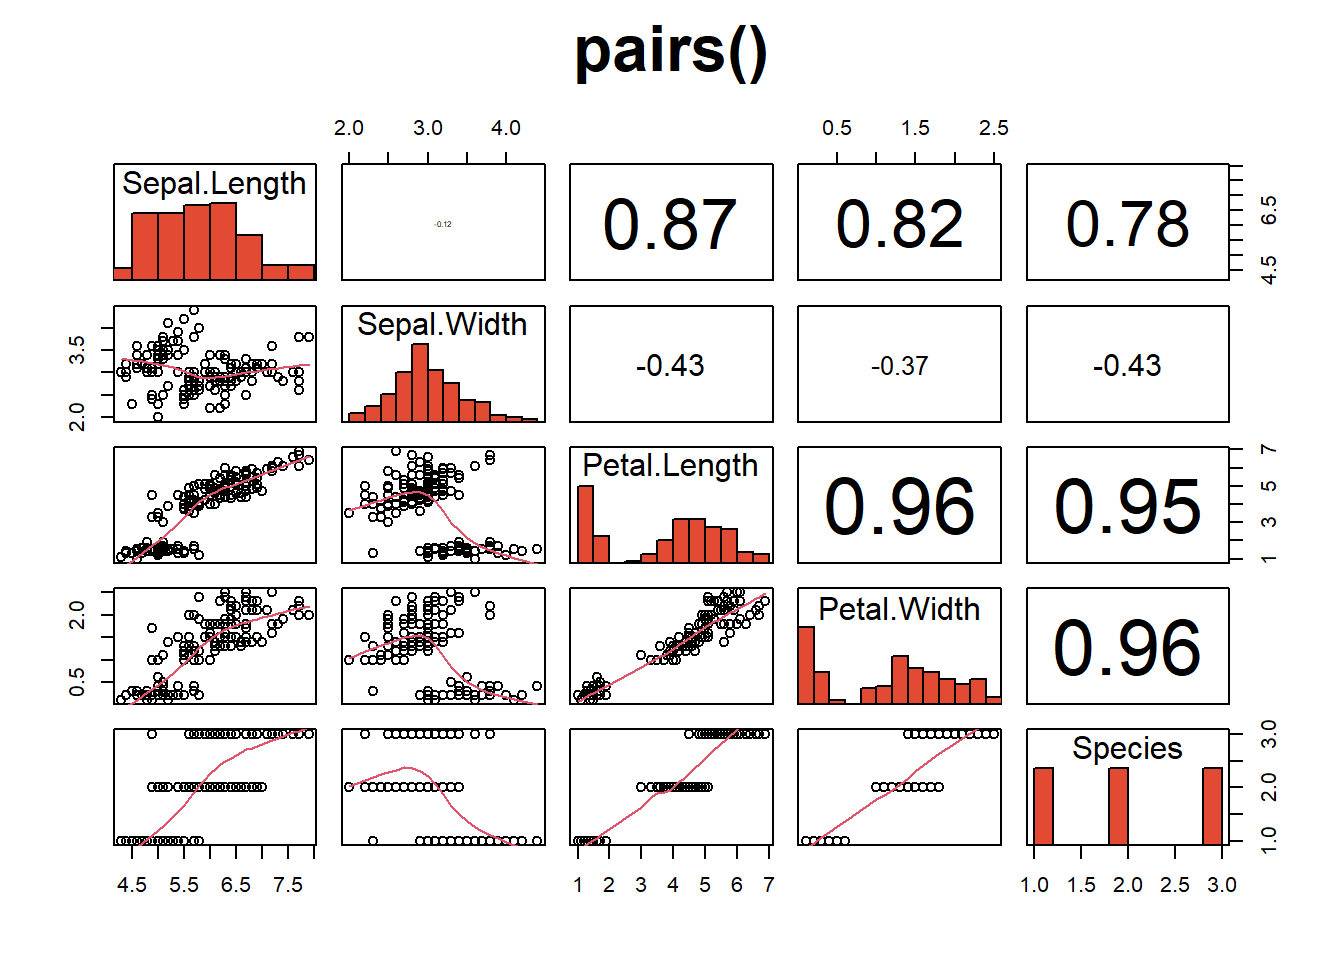 pairs()
2.0 3.0 4.0 0.5 1.5 2.5
Sepal.Length -0.12 0.87 0.82 0.78
4.5 6.5
Sepal.Width -0.43 -0.37 -0.43
2.0 3.5
Petal.Length 0.96 0.95
1 3 5 7
Petal.Width 0.96
0.5 2.0
Species
1.0 2.0 3.0
4.5 5.5 6.5 7.5 1 2 3 4 5 6 7 1.0 1.5 2.0 2.5 3.0